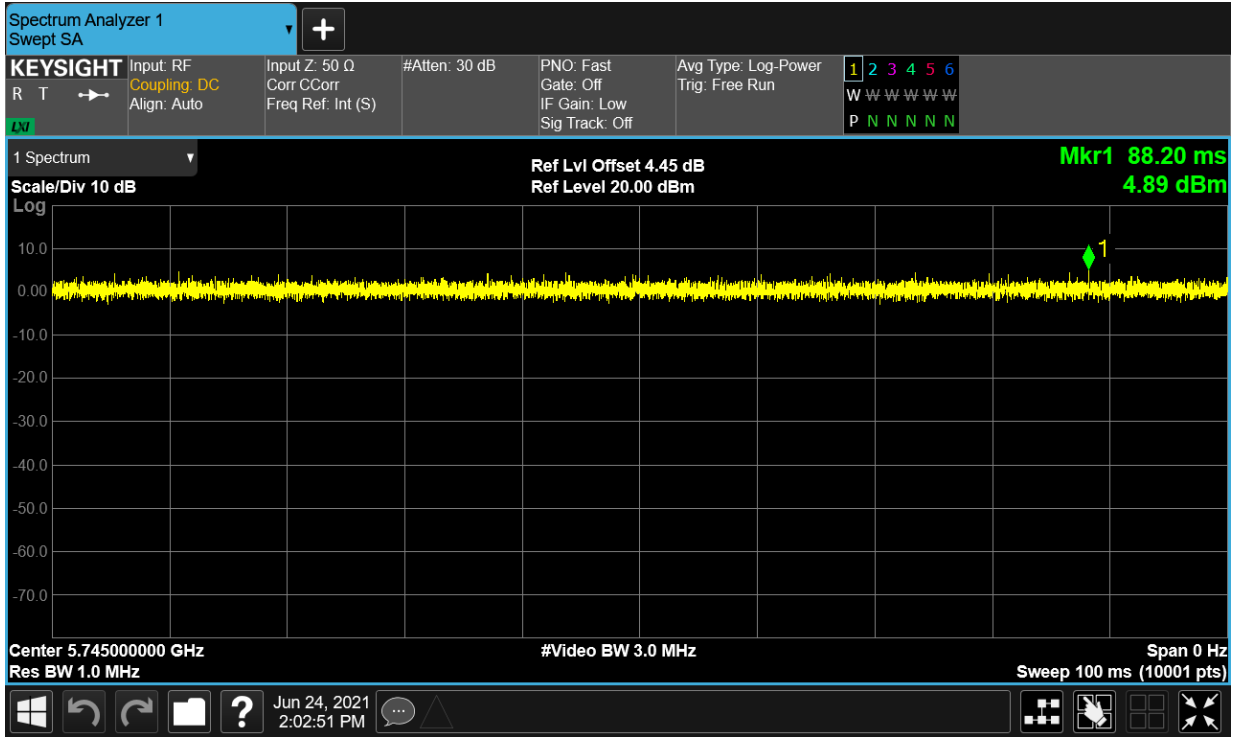 Spectrum Analyzer 1
Swept SA
KEYSIGHT
R T
LXI
Input: RF
Coupling: DC
Align: Auto
Input Z: 50 Ω
Corr CCorr
Freq Ref: Int (S)
#Atten: 30 dB
PNO: Fast
Gate: Off
IF Gain: Low
Sig Track: Off
Avg Type: Log-Power
Trig: Free Run
1 2 3 4 5 6
W W W W W W
P N N N N N
1 Spectrum
Scale/Div 10 dB
Log
Ref Lvl Offset 4.45 dB
Ref Level 20.00 dBm
Mkr1 88.20 ms
4.89 dBm
1
10.0
0.00
-10.0
-20.0
-30.0
-40.0
-50.0
-60.0
-70.0
Center 5.745000000 GHz
Res BW 1.0 MHz
#Video BW 3.0 MHz
Span 0 Hz
Sweep 100 ms (10001 pts)
?
Jun 24, 2021
2:02:51 PM